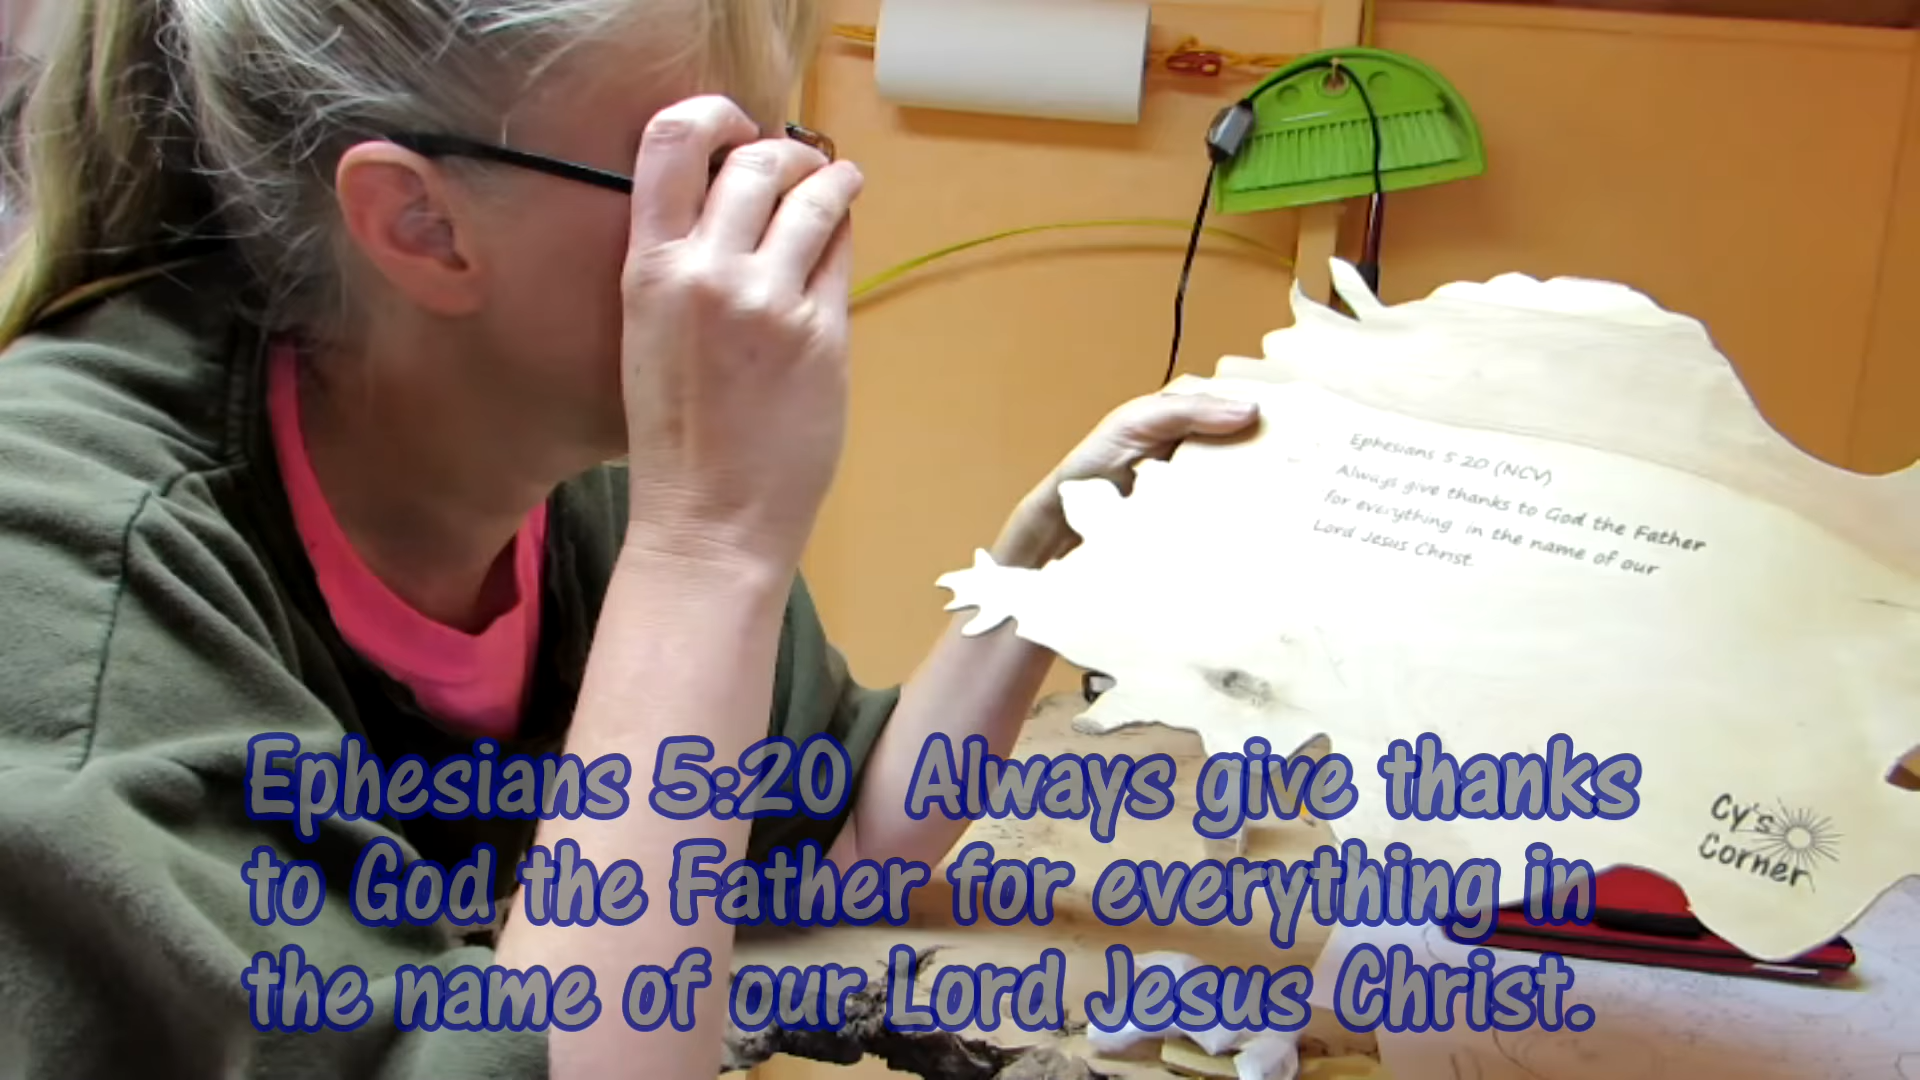 Ephesians 5:20 (NCV)
Always give thanks to God the Father
for everything in the name of our
Lord Jesus Christ.
Cy's
Corner
Ephesians 5:20 Always give thanks
to God the Father for everything in
the name of our Lord Jesus Christ.